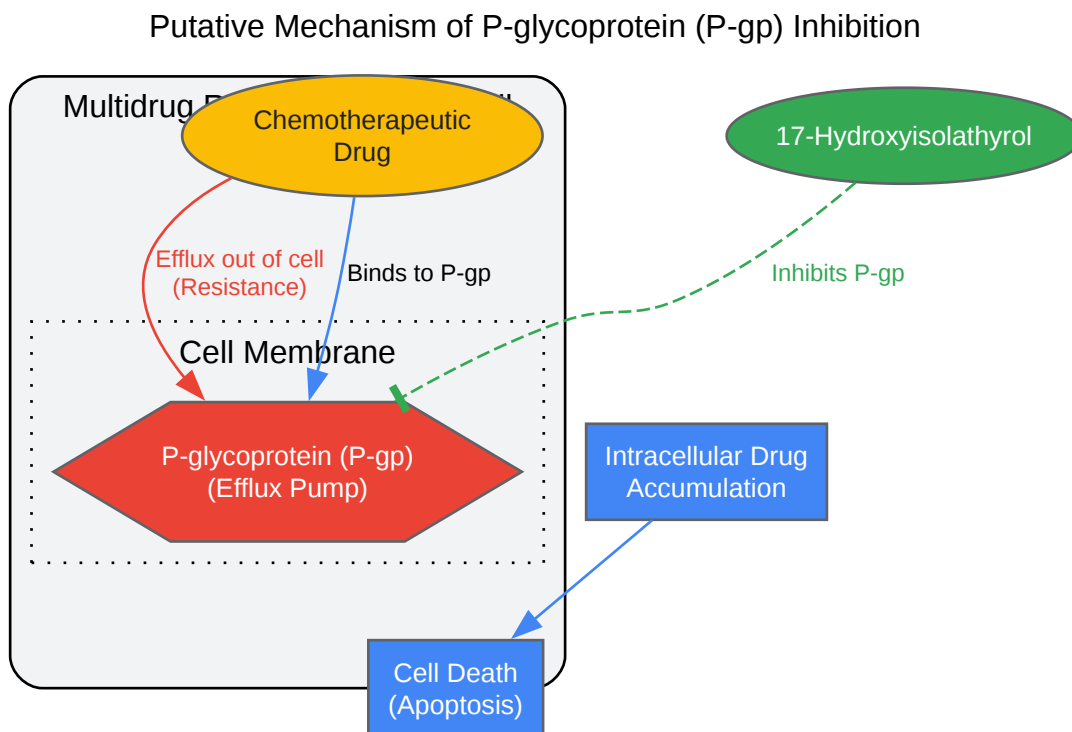 Putative Mechanism of P-glycoprotein (P-gp) Inhibition
Multidrug
Chemotherapeutic
Drug
17-Hydroxyisolathyrol
Efflux out of cell
(Resistance)
Binds to P-gp
Inhibits P-gp
Cell Membrane
P-glycoprotein (P-gp)
(Efflux Pump)
Intracellular Drug
Accumulation
Cell Death
(Apoptosis)